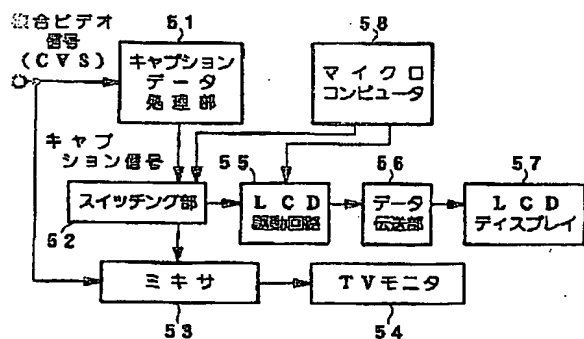 複合ビデオ
信号
(CVS)
51
キャプション
データ
処理部
58
マイクロ
コンピュータ
キャプ
ション信号
55
56
57
スイッチング部
52
LCD
駆動回路
データ
伝送部
LCD
ディスプレイ
ミキサ
53
TVモニタ
54